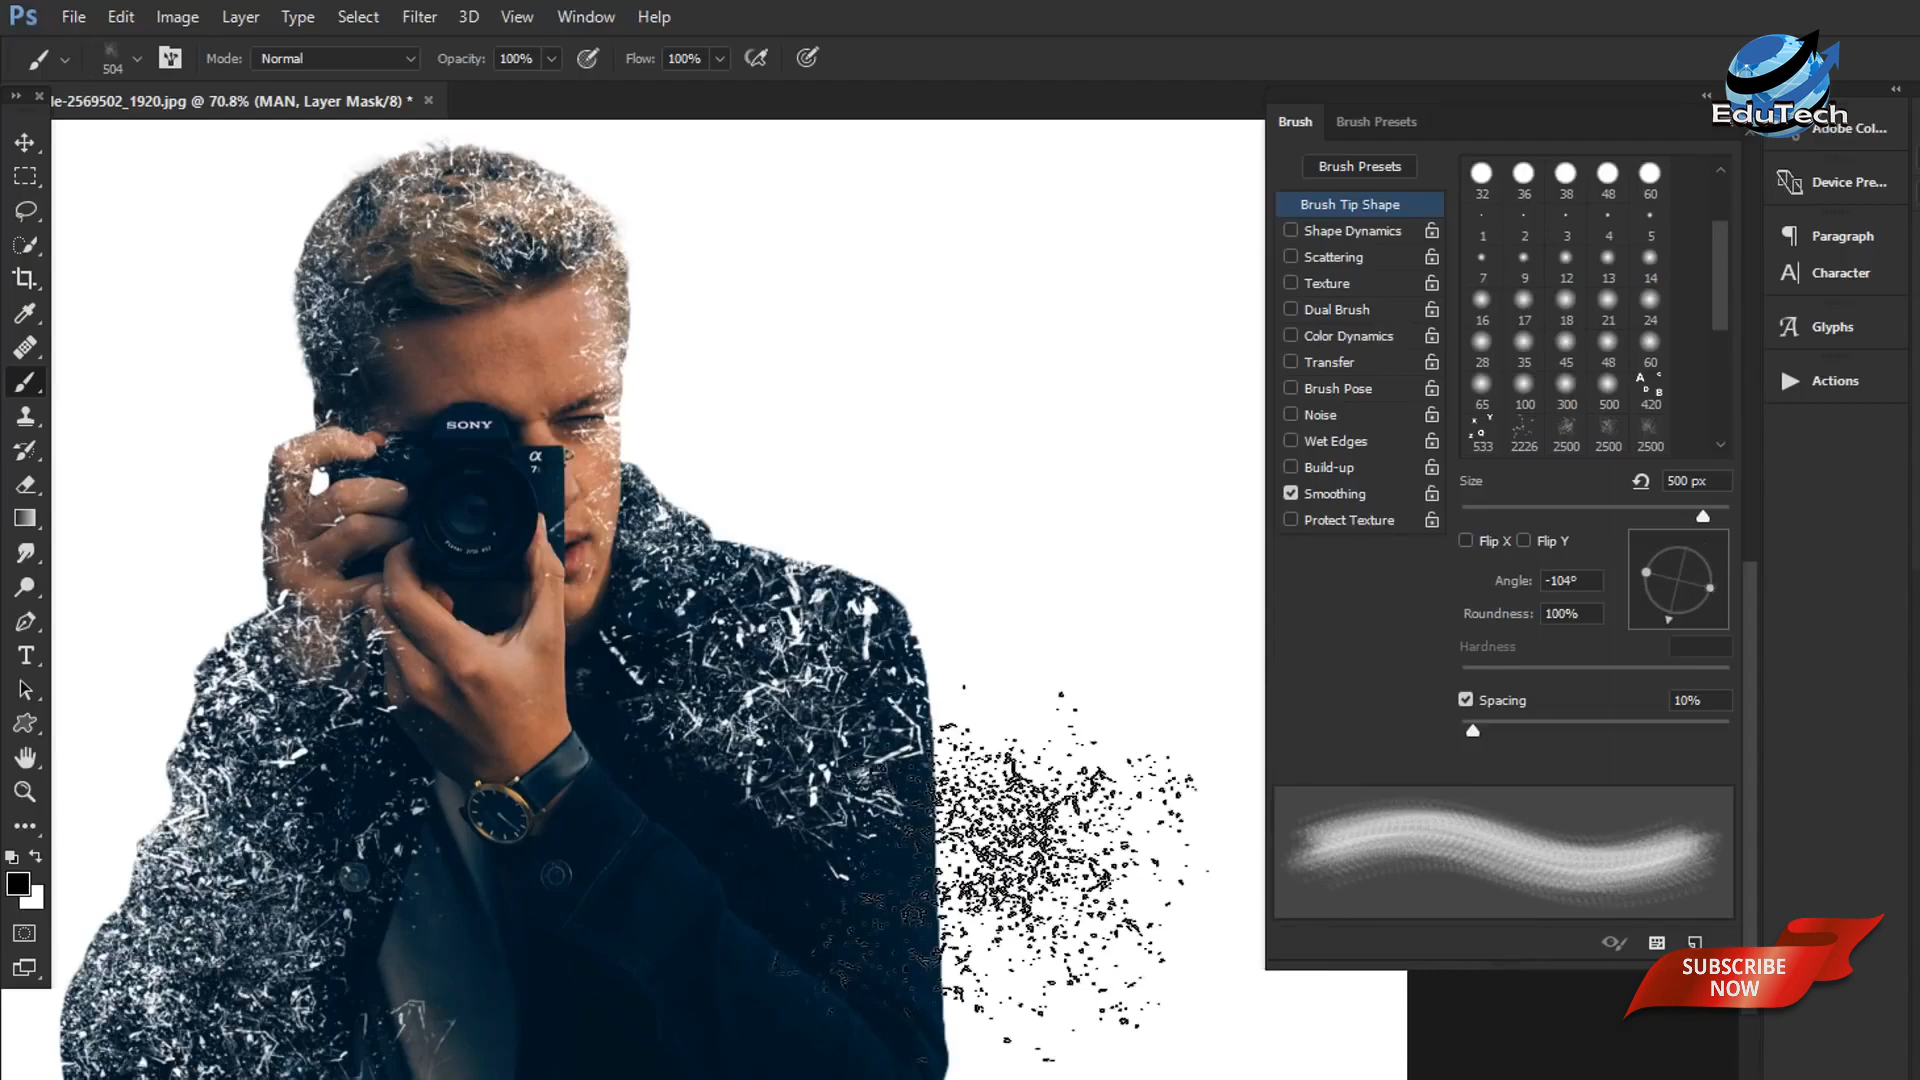 Ps File Edit Image Layer Type Select Filter 3D View Window Help
504 Mode: Normal Opacity: 100% Flow: 100%
le-2569502_1920.jpg @ 70.8% (MAN, Layer Mask/8) *
EduTech
Brush Brush Presets
Brush Presets
Brush Tip Shape
Shape Dynamics
Scattering
Texture
Dual Brush
Color Dynamics
Transfer
Brush Pose
Noise
Wet Edges
Build-up
Smoothing
Protect Texture
32 36 38 48 60
1 2 3 4 5
7 9 12 13 14
16 17 18 21 24
28 35 45 48 60
65 100 300 500 420
533 2226 2500 2500 2500
Size 500 px
Flip X Flip Y
Angle: -104°
Roundness: 100%
Hardness
Spacing 10%
Adobe Col...
Device Pre...
Paragraph
Character
Glyphs
Actions
SONY
α
7
SUBSCRIBE
NOW